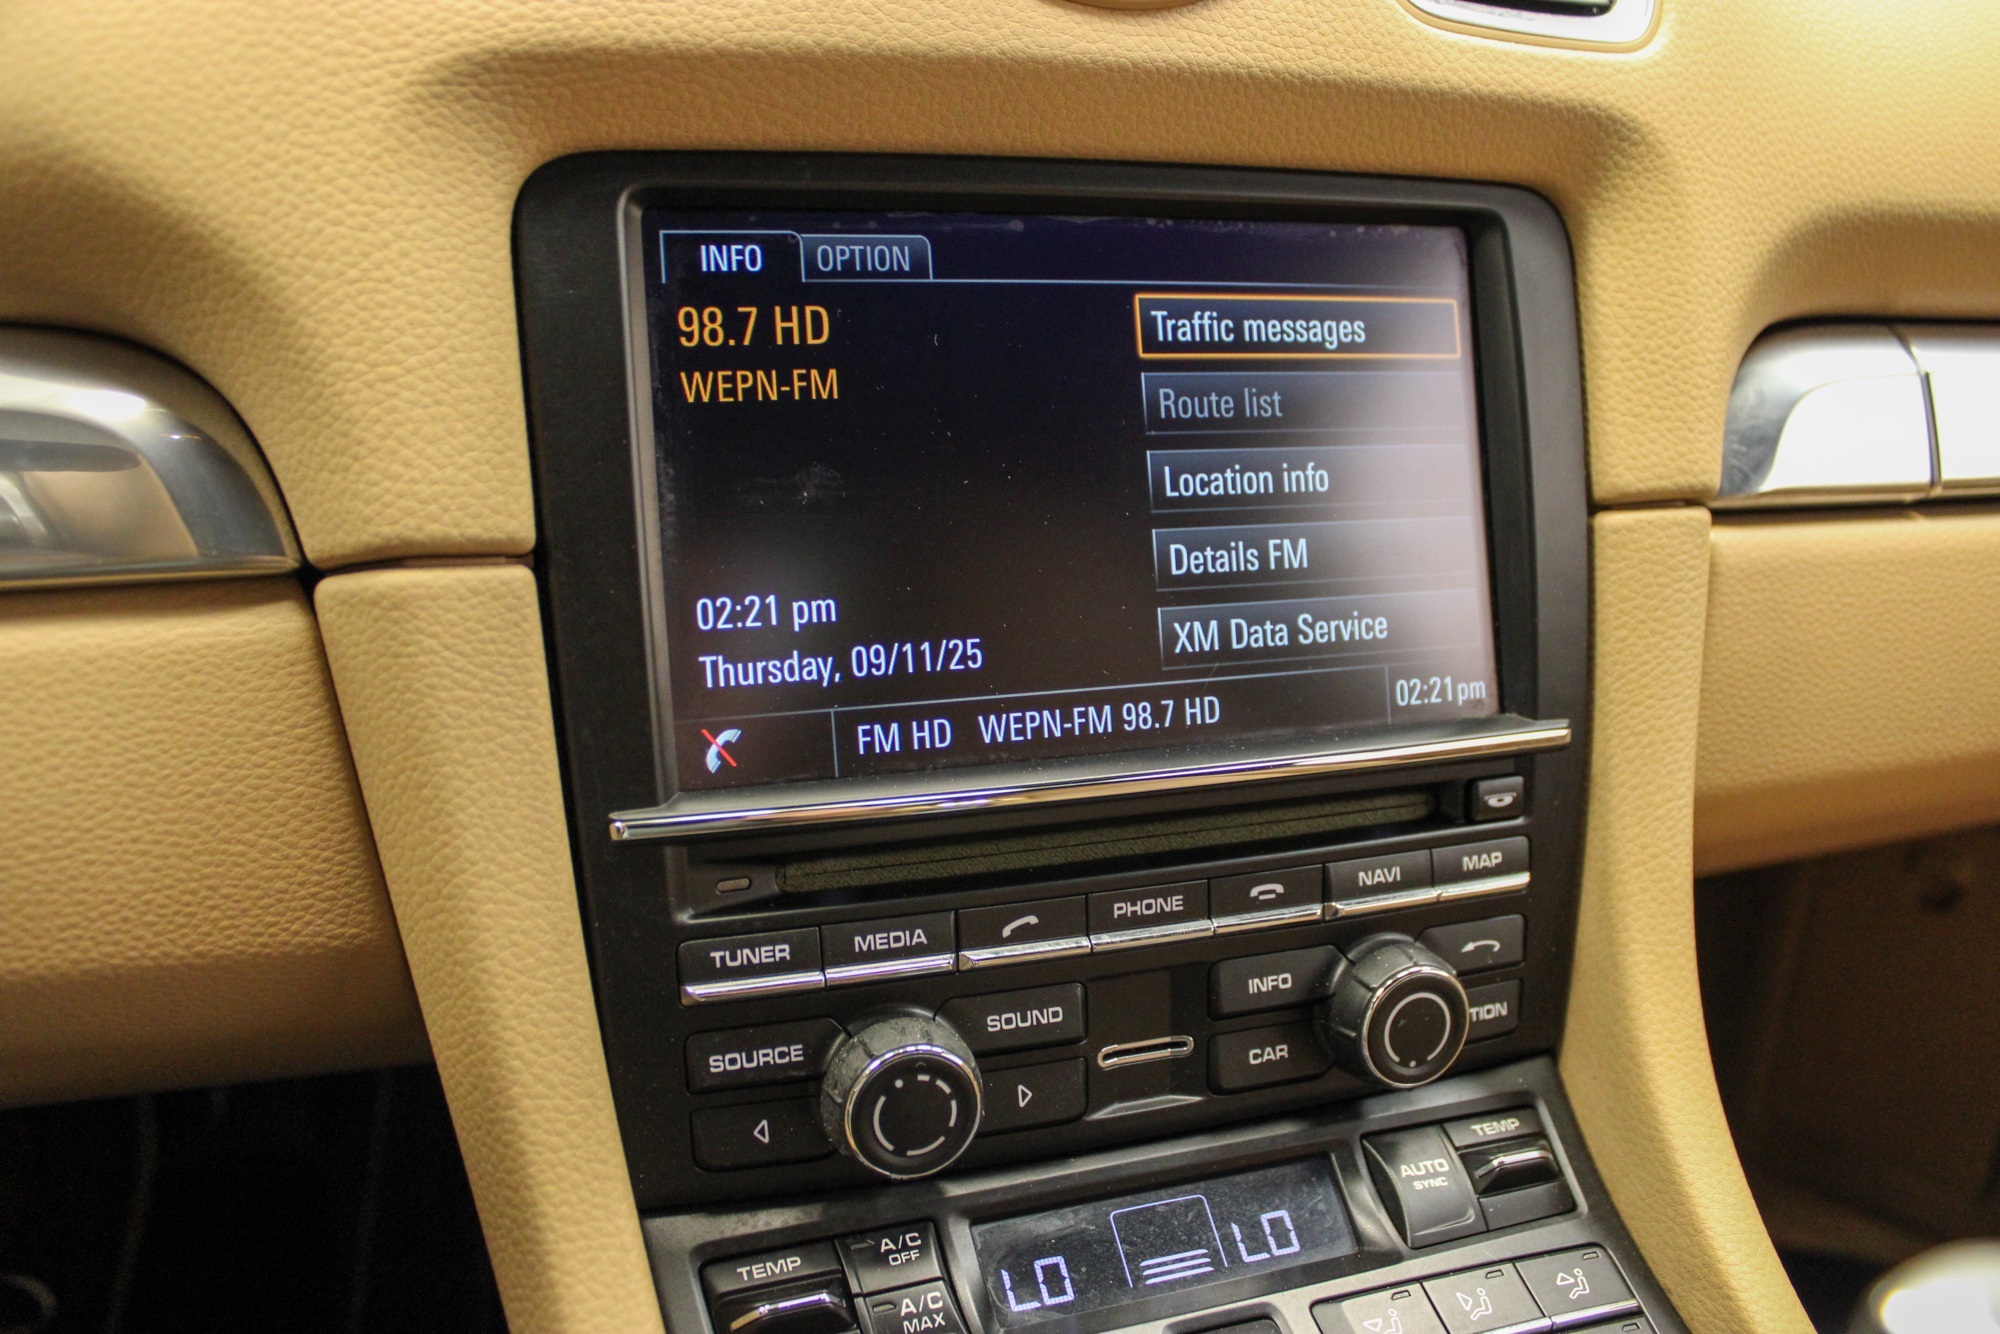 INFO OPTION
98.7 HD
WEPN-FM
Traffic messages
Route list
Location info
Details FM
XM Data Service
02:21 pm
Thursday, 09/11/25
FM HD WEPN-FM 98.7 HD
02:21 pm
TUNER MEDIA PHONE NAVI MAP
SOURCE SOUND INFO
CAR TION
TEMP
AUTO
SYNC
TEMP
A/C
OFF
A/C
MAX
LO LO